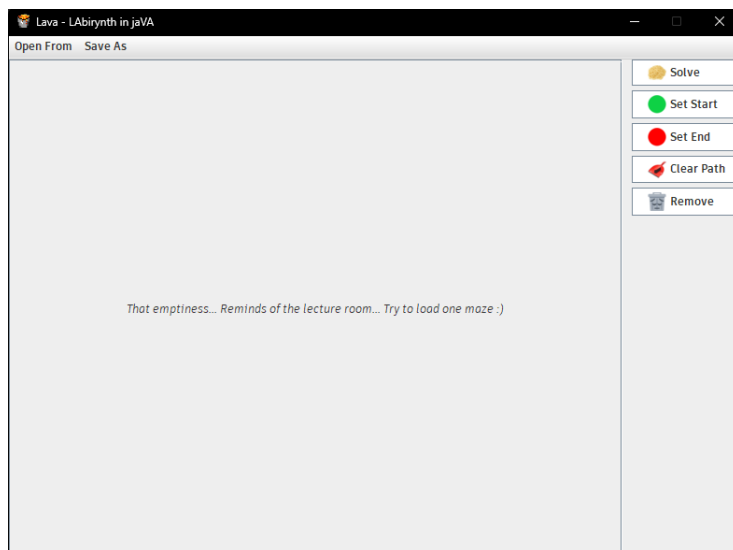 Lava - LAbirynth in jaVA
Open From Save As
Solve
Set Start
Set End
Clear Path
Remove
That emptiness... Reminds of the lecture room... Try to load one maze :)